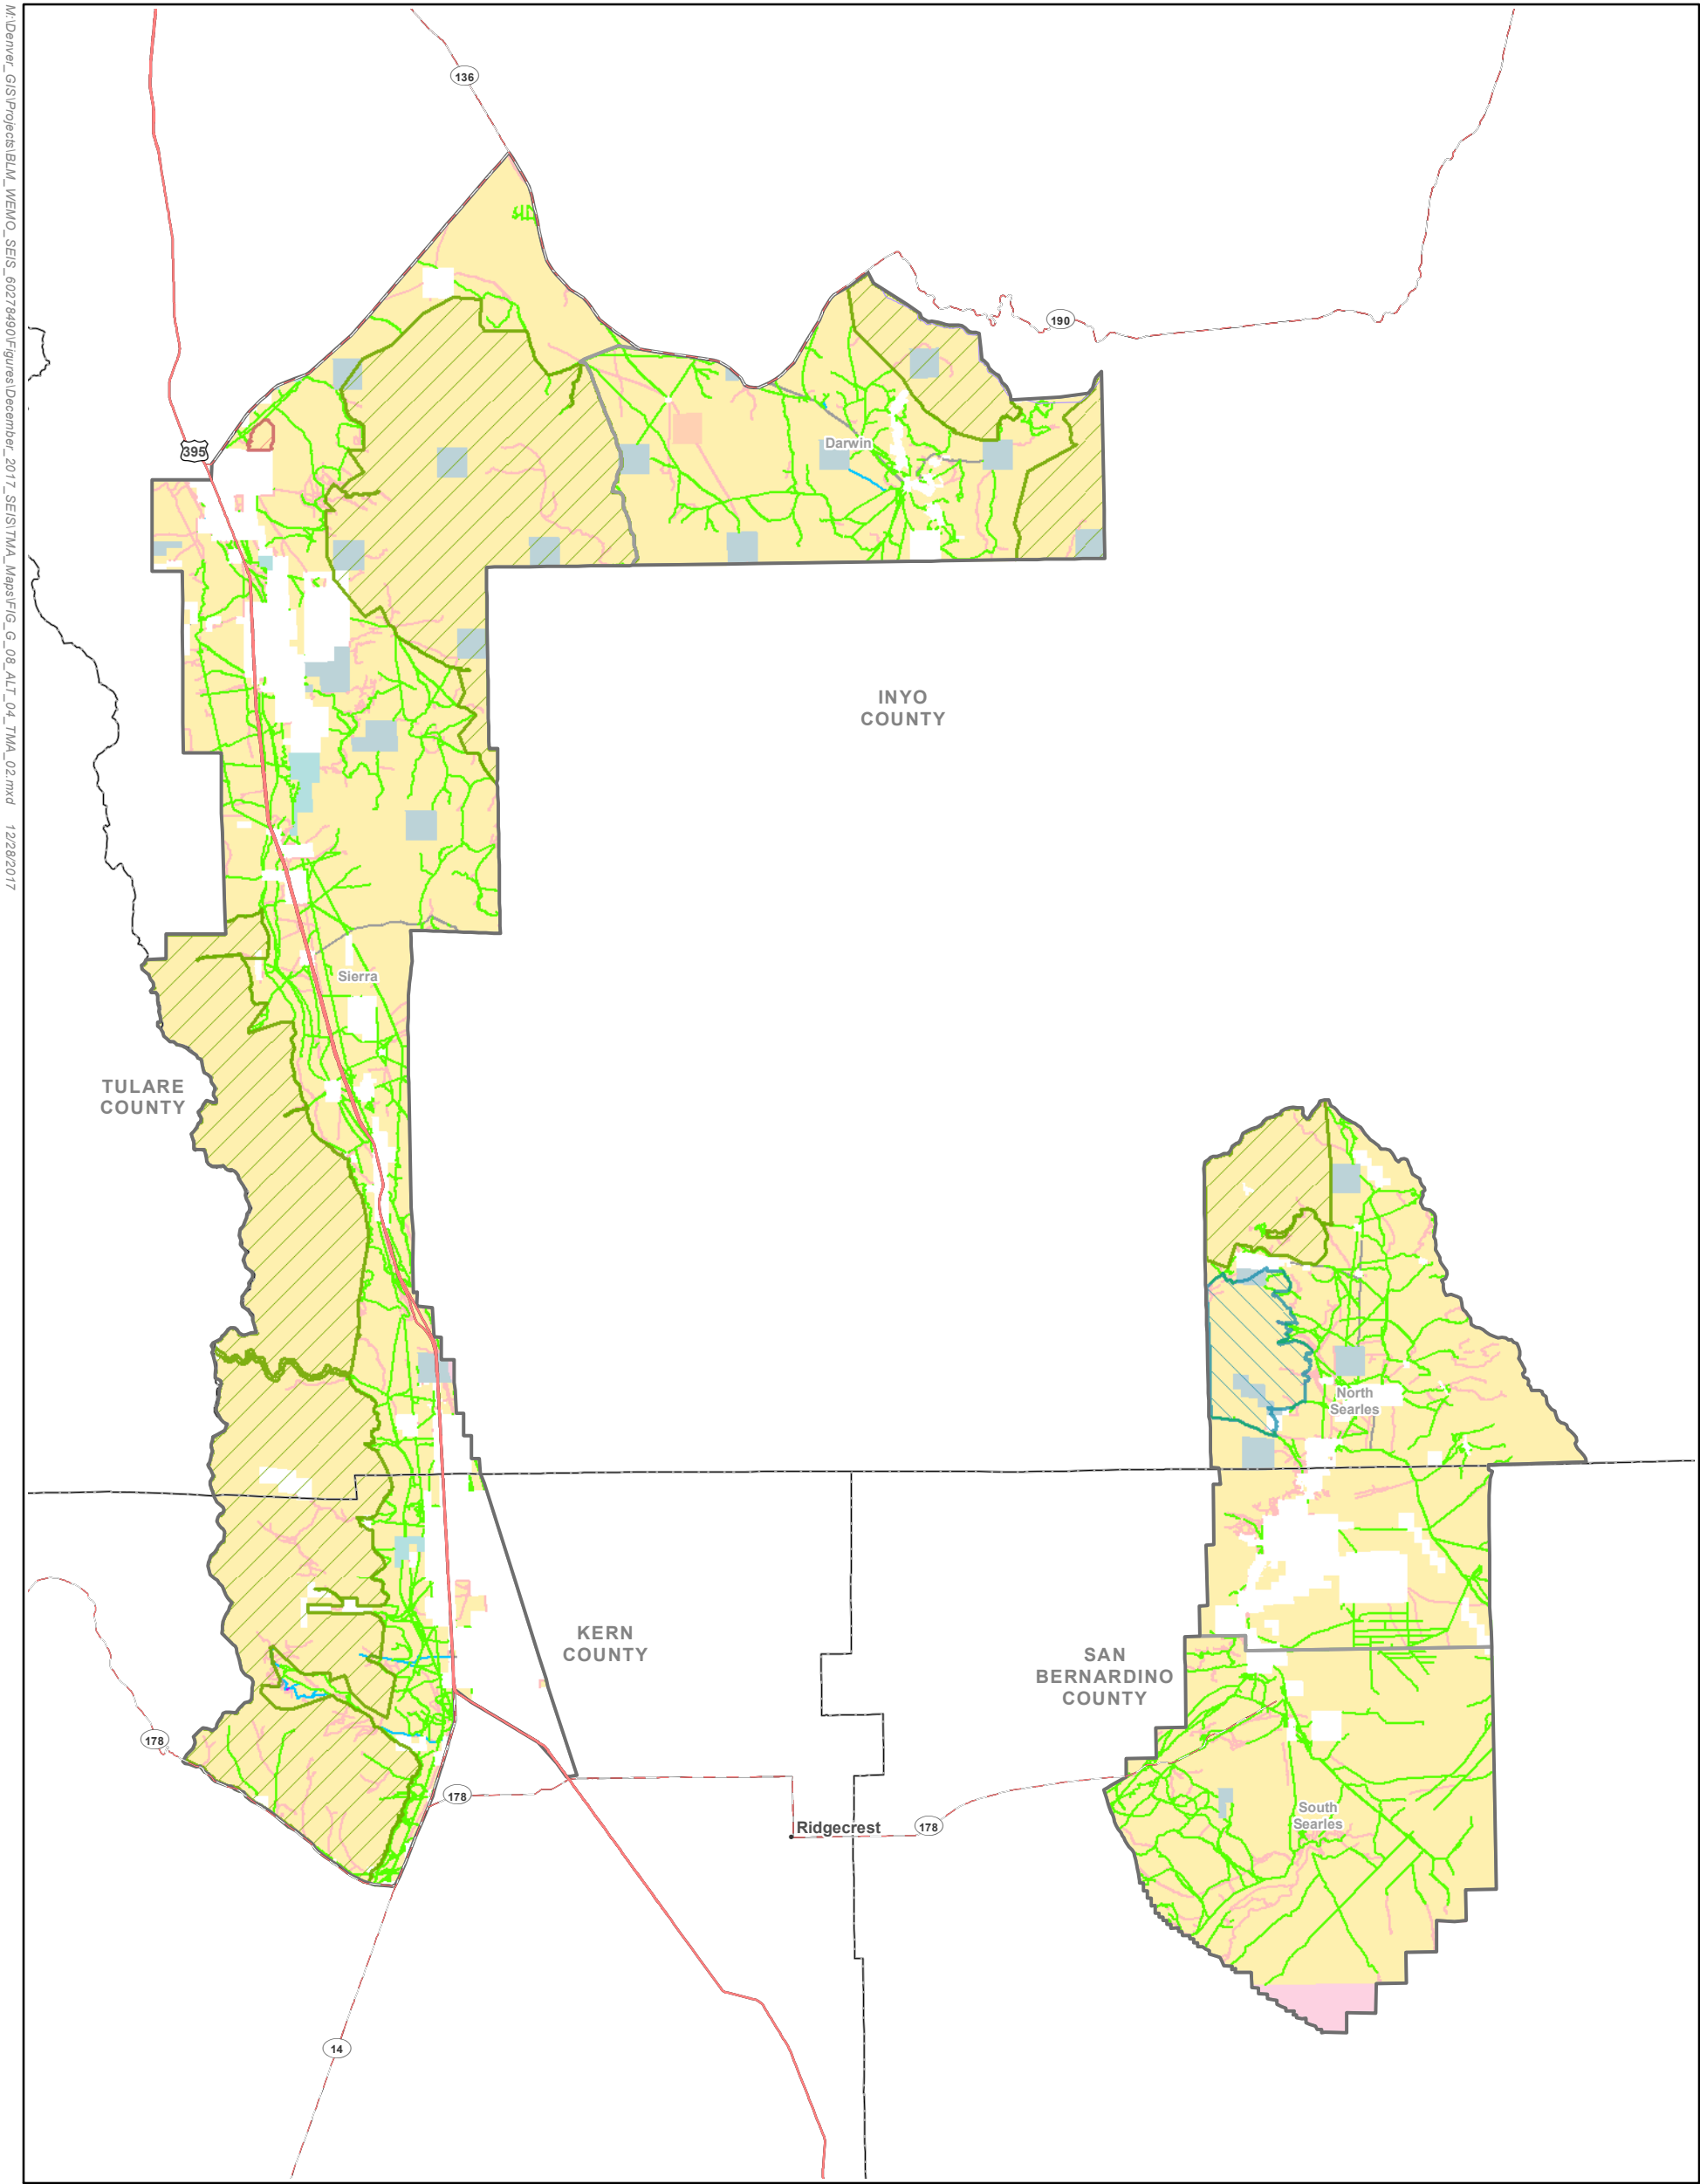 M:\Denver_GIS\Projects\BLM_WEMO_SEIS_60278490\Figures\December_2017_SEIS\TMA_Maps\FIG_G_08_ALT_04_TMA_02.mxd 12/28/2017
136
190
395
Darwin
INYO
COUNTY
Sierra
TULARE
COUNTY
North
Searles
KERN
COUNTY
SAN
BERNARDINO
COUNTY
178
178
Ridgecrest
178
South
Searles
14